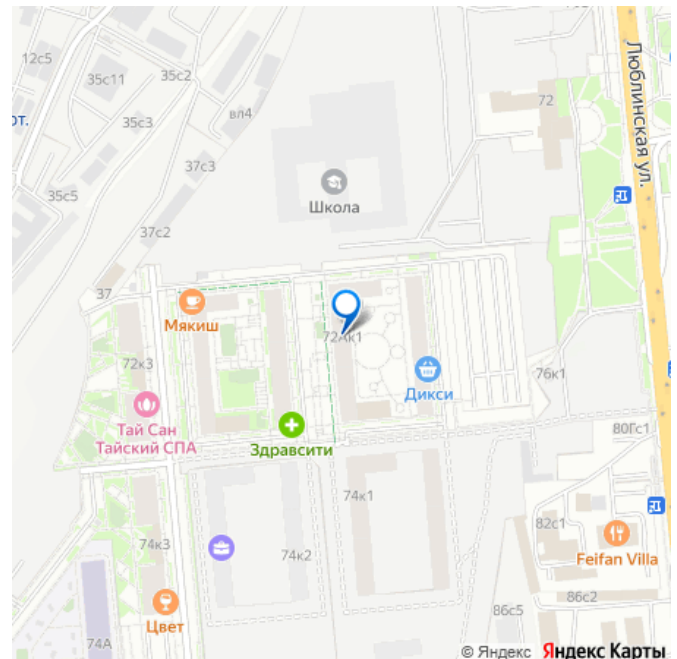 12с5
35с11
35с2
от.
35с3
вл4
72
Люблинская ул.
37с3
35с5
Школа
37с2
37
Мякиш
72Ак1
72к3
Дикси
76к1
Тай Сан
Тайский СПА
Здравсити
80Гс1
74к1
82с1
74к3
74к2
Feifan Villa
86с5
86с2
Цвет
74А
© Яндекс Яндекс Карты